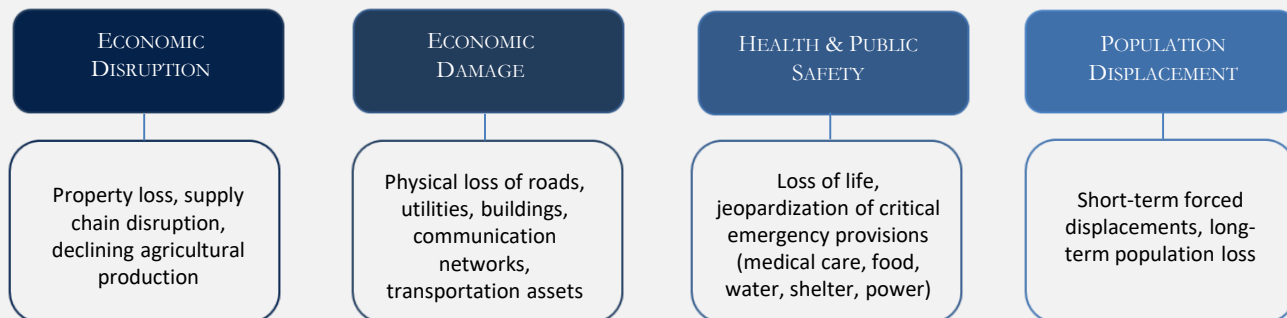 ECONOMIC
DISRUPTION
Property loss, supply
chain disruption,
declining agricultural
production
ECONOMIC
DAMAGE
Physical loss of roads,
utilities, buildings,
communication
networks,
transportation assets
HEALTH & PUBLIC
SAFETY
Loss of life,
jeopardization of critical
emergency provisions
(medical care, food,
water, shelter, power)
POPULATION
DISPLACEMENT
Short-term forced
displacements, long-
term population loss